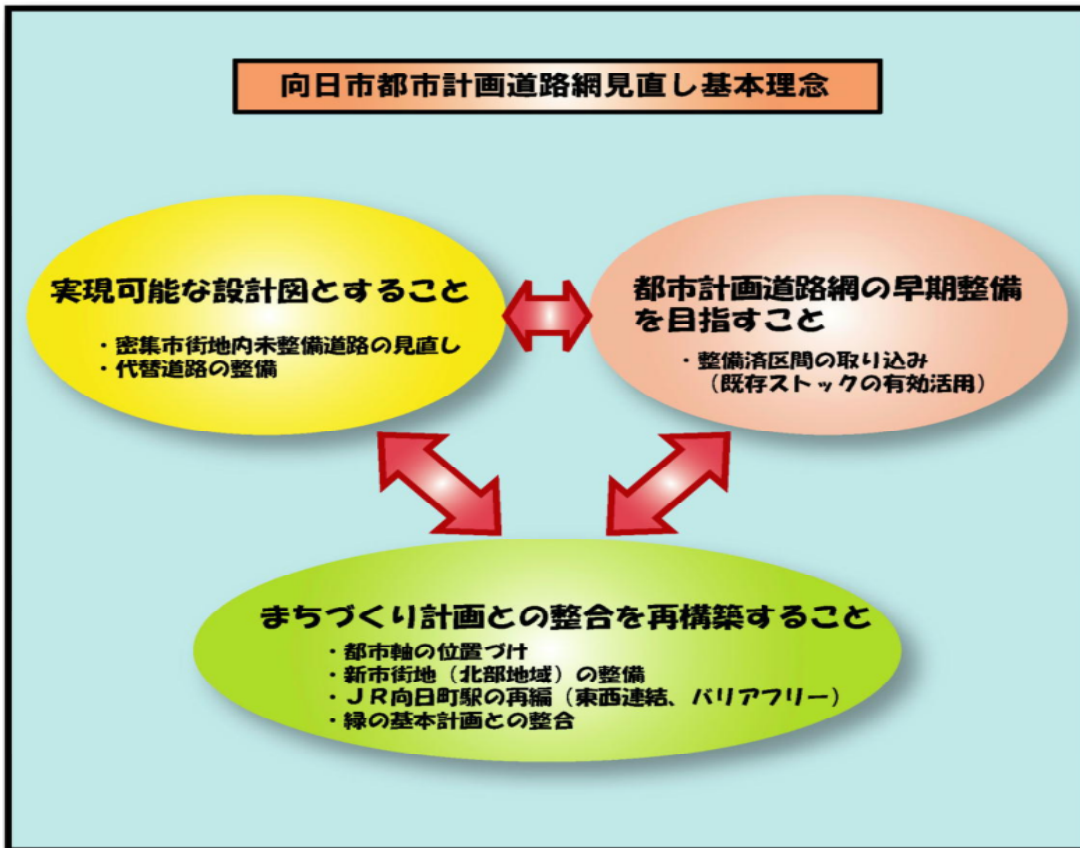 向日市都市計画道路網見直し基本理念
実現可能な設計図とすること
・密集市街地内未整備道路の見直し
・代替道路の整備
都市計画道路網の早期整備
を目指すこと
・整備済区間の取り込み
（既存ストックの有効活用）
まちづくり計画との整合を再構築すること
・都市軸の位置づけ
・新市街地（北部地域）の整備
・ＪＲ向日町駅の再編（東西連結、バリアフリー）
・緑の基本計画との整合